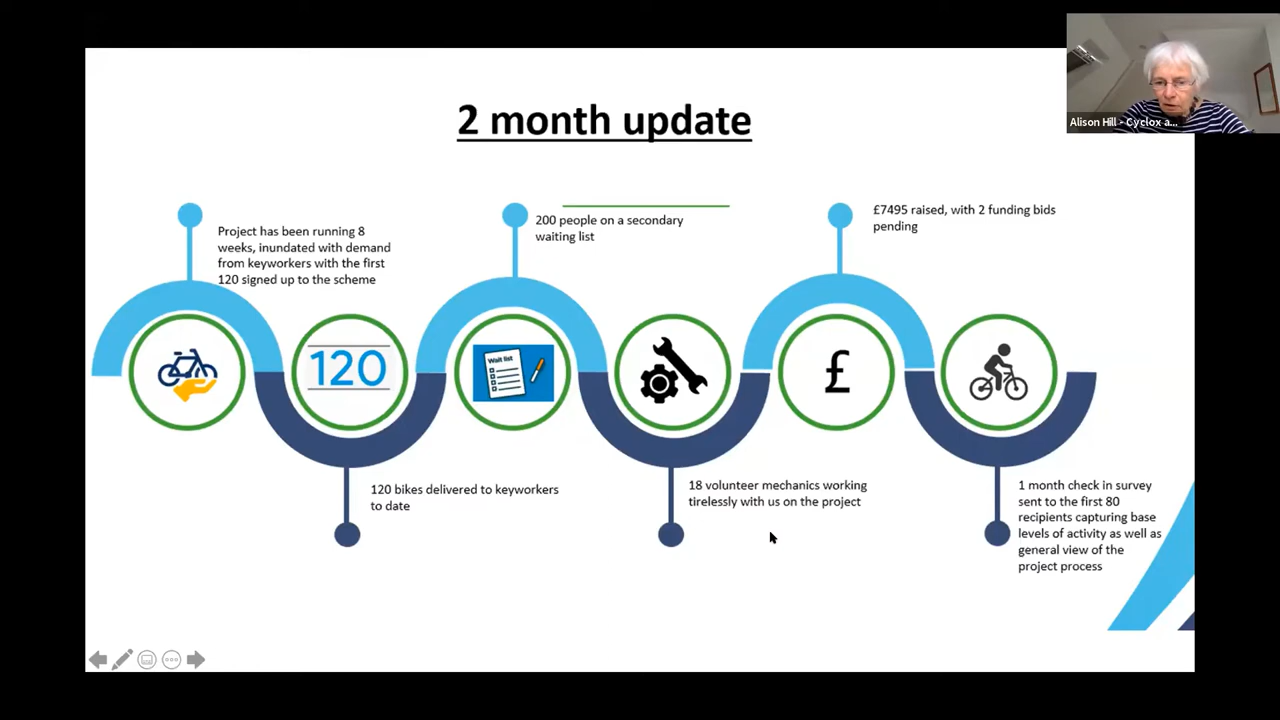 2 month update
Alison Hill - Cyclox a...
Project has been running 8
weeks, inundated with demand
from keyworkers with the first
120 signed up to the scheme
200 people on a secondary
waiting list
£7495 raised, with 2 funding bids
pending
120
Wait list
£
120 bikes delivered to keyworkers
to date
18 volunteer mechanics working
tirelessly with us on the project
1 month check in survey
sent to the first 80
recipients capturing base
levels of activity as well as
general view of the
project process